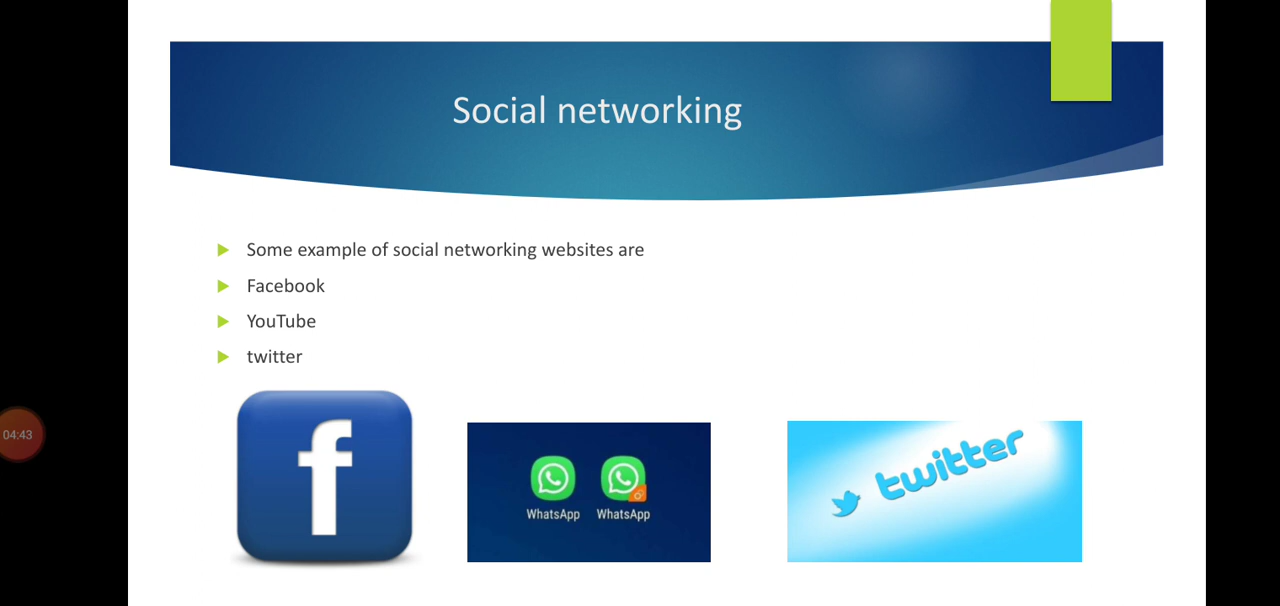 Social networking
Some example of social networking websites are
Facebook
YouTube
twitter
04:43
f
WhatsApp WhatsApp
twitter